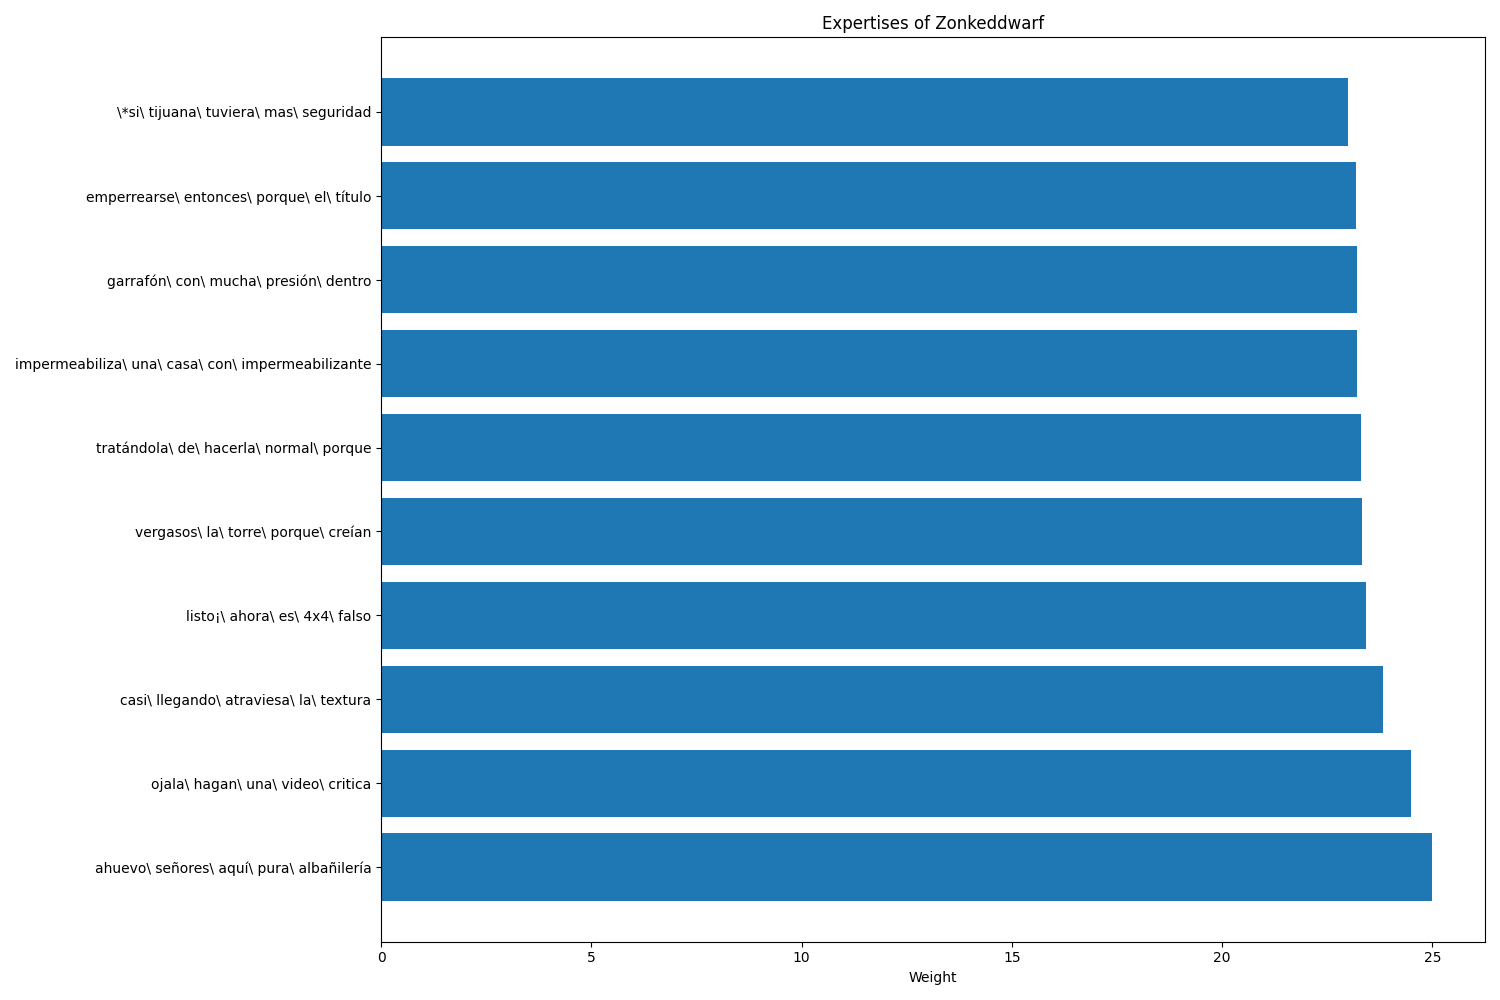 Expertises of Zonkeddwarf
\*si\ tijuana\ tuviera\ mas\ seguridad
emperrearse\ entonces\ porque\ el\ título
garrafón\ con\ mucha\ presión\ dentro
impermeabiliza\ una\ casa\ con\ impermeabilizante
tratándola\ de\ hacerla\ normal\ porque
vergasos\ la\ torre\ porque\ creían
listo¡\ ahora\ es\ 4x4\ falso
casi\ llegando\ atraviesa\ la\ textura
ojala\ hagan\ una\ video\ critica
ahuevo\ señores\ aquí\ pura\ albañilería
0 5 10 15 20 25
Weight